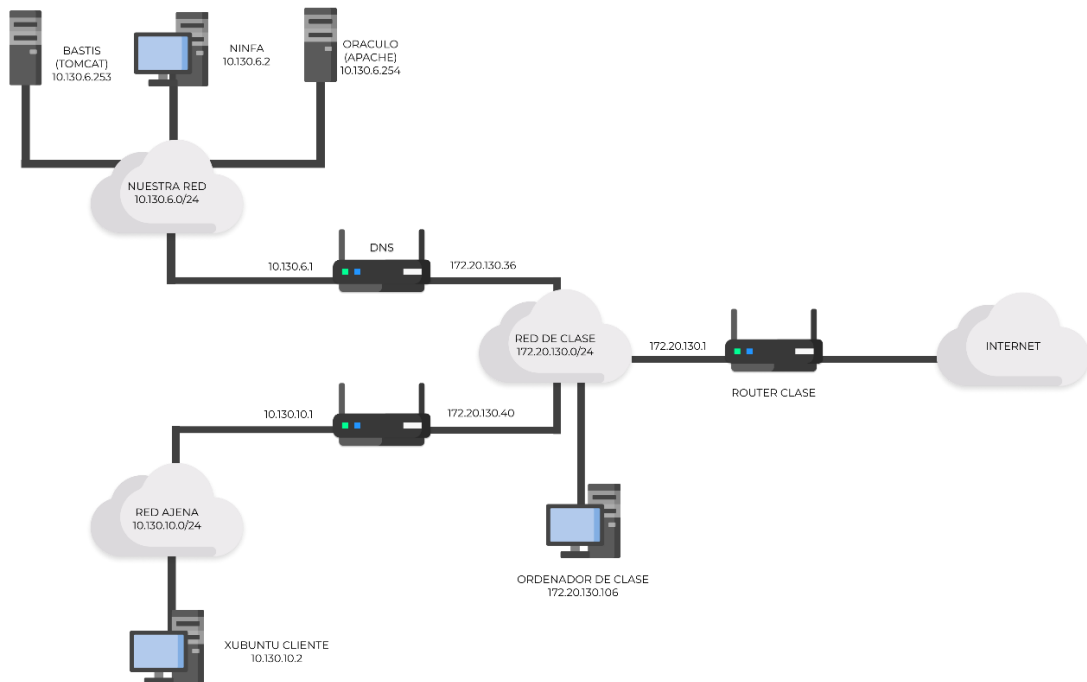 BASTIS
(TOMCAT)
10.130.6.253
NINFA
10.130.6.2
ORACULO
(APACHE)
10.130.6.254
NUESTRA RED
10.130.6.0/24
10.130.6.1
DNS
172.20.130.36
RED DE CLASE
172.20.130.0/24
172.20.130.1
ROUTER CLASE
INTERNET
10.130.10.1
172.20.130.40
RED AJENA
10.130.10.0/24
ORDENADOR DE CLASE
172.20.130.106
XUBUNTU CLIENTE
10.130.10.2